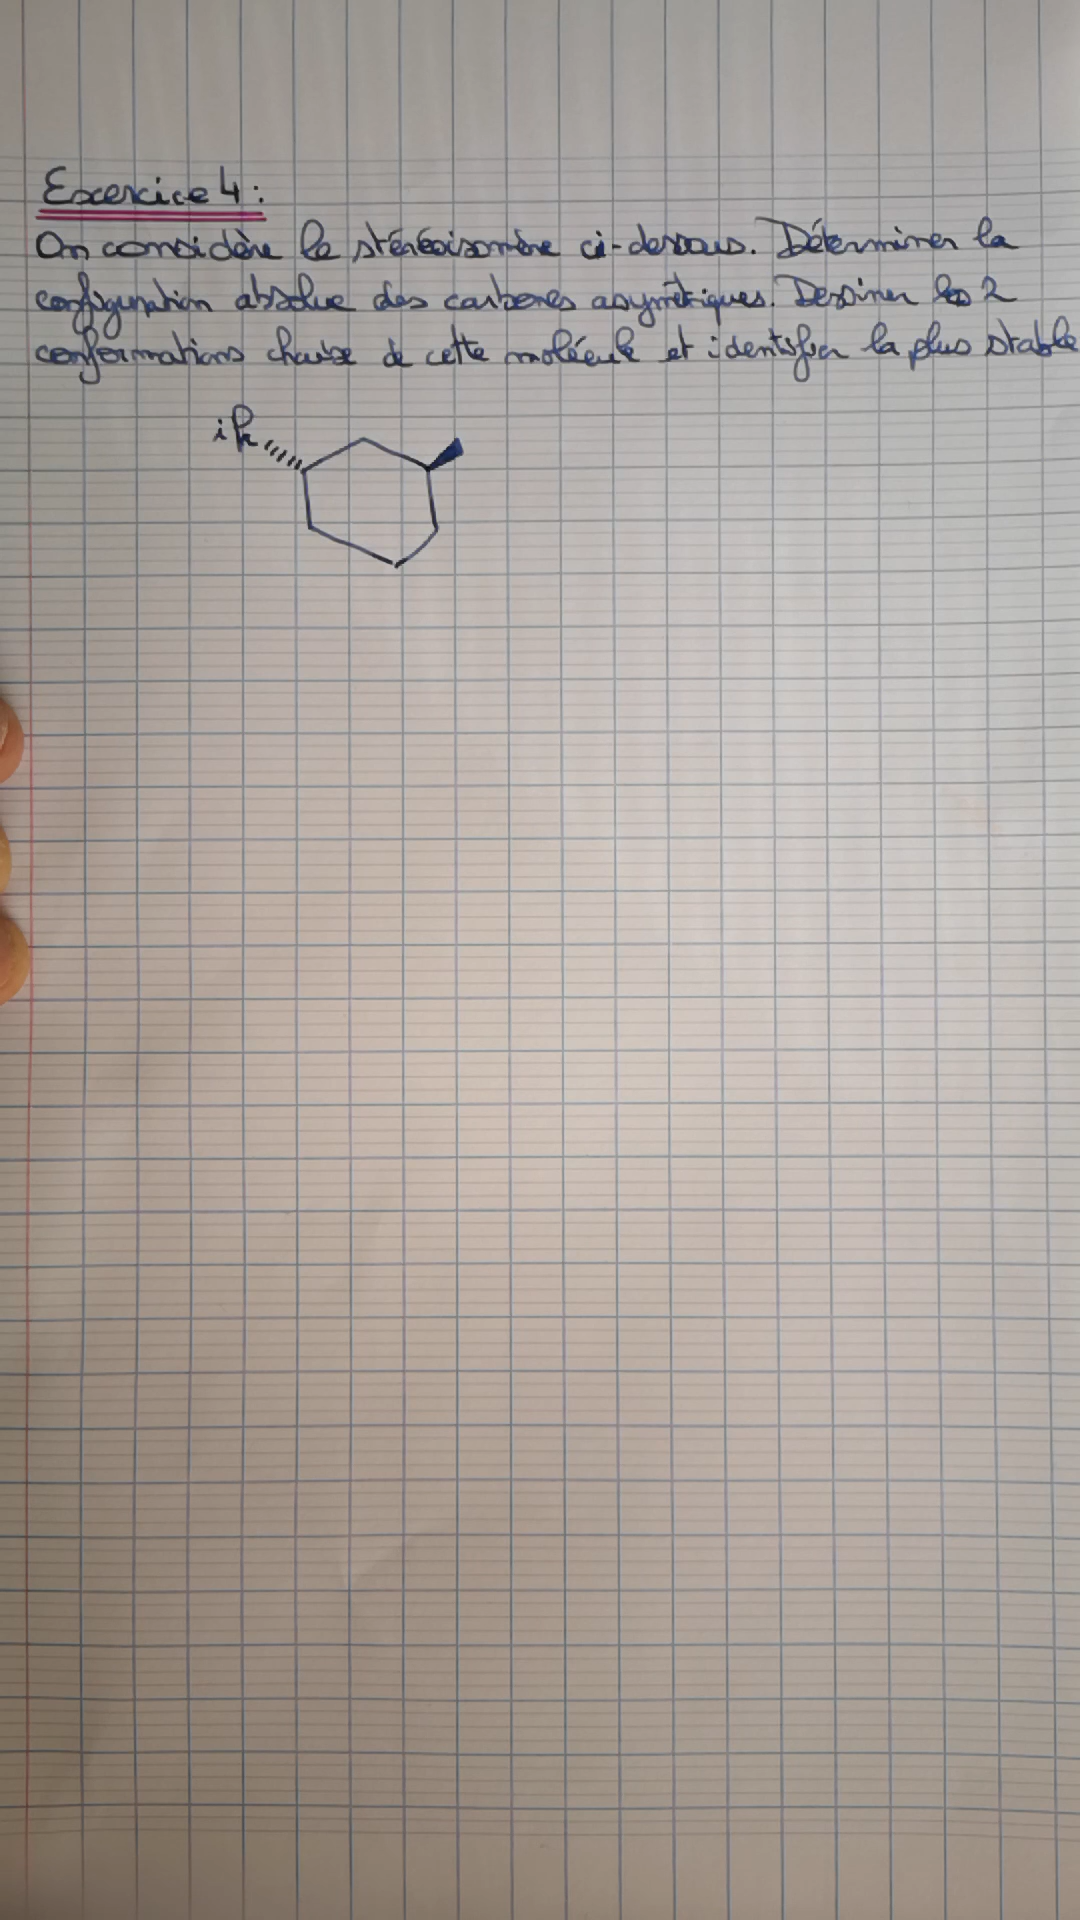 Excercice 4 :
On considère le stéréoisomère ci-dessous. Déterminer la
configuration absolue des carbones asymétriques. Dessiner les 2
conformations chaise de cette molécule et identifier la plus stable
iPr